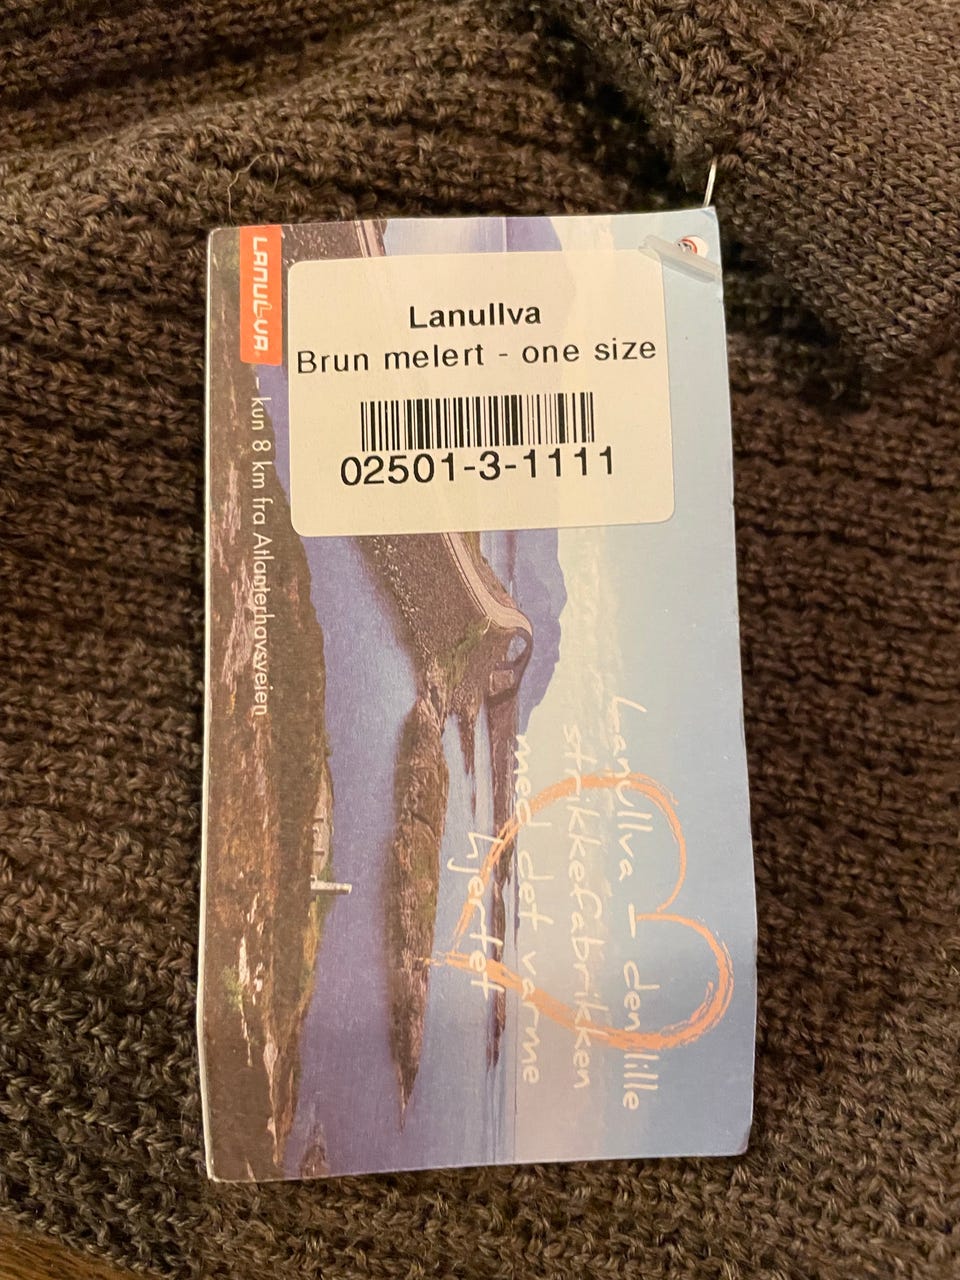 Lanullva
Brun melert - one size
02501-3-1111
LANULLVA - kun 8 km fra Atlanterhavsveien
Lanullva - den lille
strikkefabrikken
med det varme
hjertet